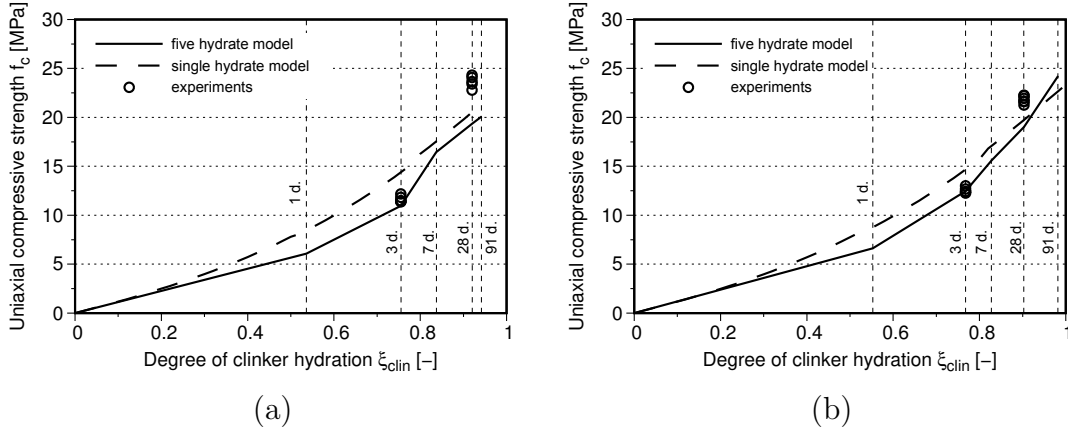 30
25
20
15
10
5
0
Uniaxial compressive strength f_c [MPa]
five hydrate model
single hydrate model
experiments
1 d.
3 d.
7 d.
28 d.
91 d.
0 0.2 0.4 0.6 0.8 1
Degree of clinker hydration ξ_clin [–]
(a)
30
25
20
15
10
5
0
Uniaxial compressive strength f_c [MPa]
five hydrate model
single hydrate model
experiments
1 d.
3 d.
7 d.
28 d.
91 d.
0 0.2 0.4 0.6 0.8 1
Degree of clinker hydration ξ_clin [–]
(b)